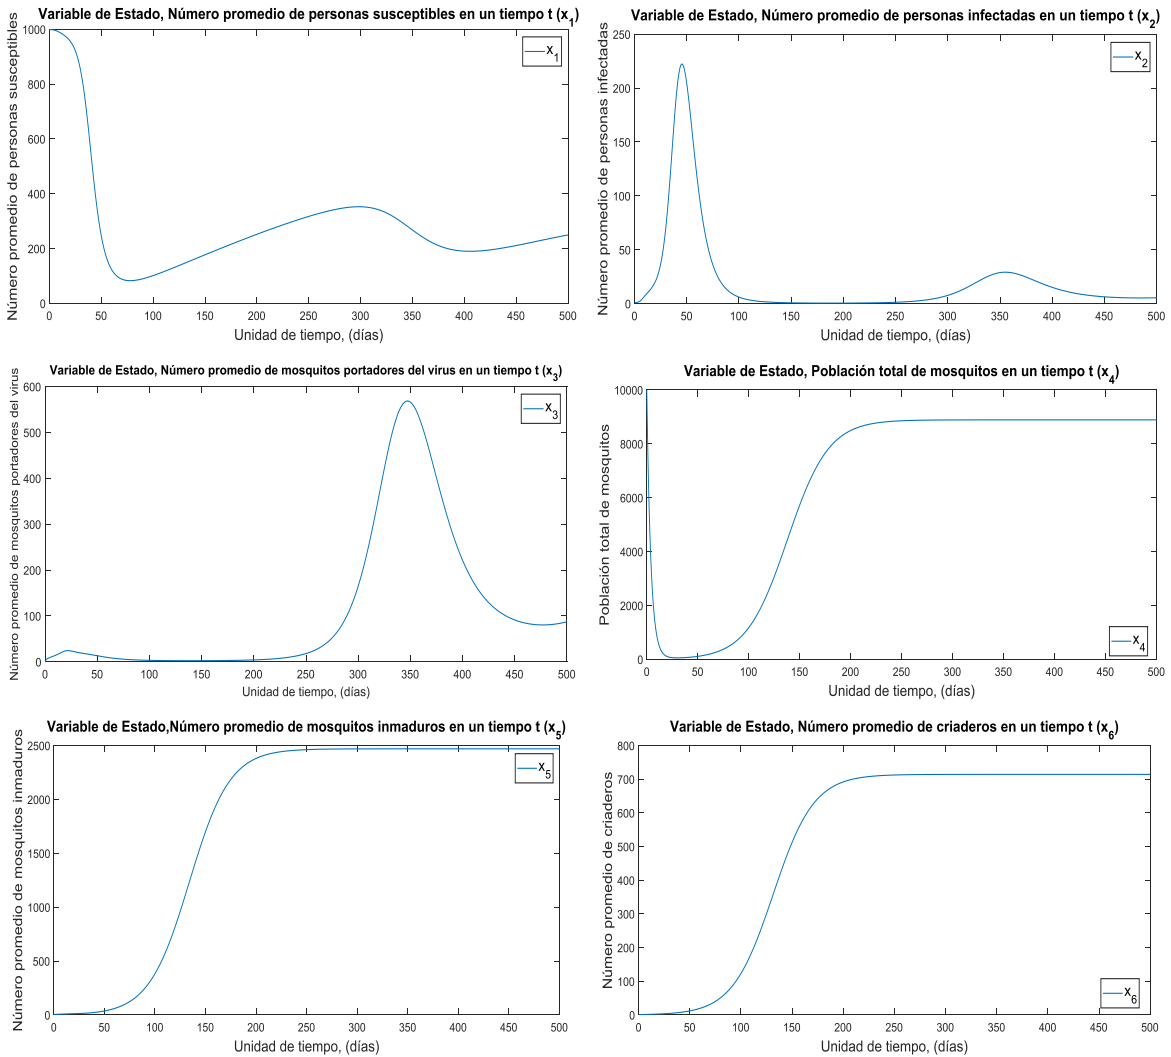 Variable de Estado, Número promedio de personas susceptibles en un tiempo t (x1)
Número promedio de personas susceptibles
1000
800
600
400
200
0
x1
0 50 100 150 200 250 300 350 400 450 500
Unidad de tiempo, (días)
Variable de Estado, Número promedio de personas infectadas en un tiempo t (x2)
Número promedio de personas infectadas
250
200
150
100
50
0
x2
0 50 100 150 200 250 300 350 400 450 500
Unidad de tiempo, (días)
Variable de Estado, Número promedio de mosquitos portadores del virus en un tiempo t (x3)
Número promedio de mosquitos portadores del virus
600
500
400
300
200
100
0
x3
0 50 100 150 200 250 300 350 400 450 500
Unidad de tiempo, (días)
Variable de Estado, Población total de mosquitos en un tiempo t (x4)
Población total de mosquitos
10000
8000
6000
4000
2000
0
x4
0 50 100 150 200 250 300 350 400 450 500
Unidad de tiempo, (días)
Variable de Estado,Número promedio de mosquitos inmaduros en un tiempo t (x5)
Número promedio de mosquitos inmaduros
2500
2000
1500
1000
500
0
x5
0 50 100 150 200 250 300 350 400 450 500
Unidad de tiempo, (días)
Variable de Estado, Número promedio de criaderos en un tiempo t (x6)
Número promedio de criaderos
800
700
600
500
400
300
200
100
0
x6
0 50 100 150 200 250 300 350 400 450 500
Unidad de tiempo, (días)